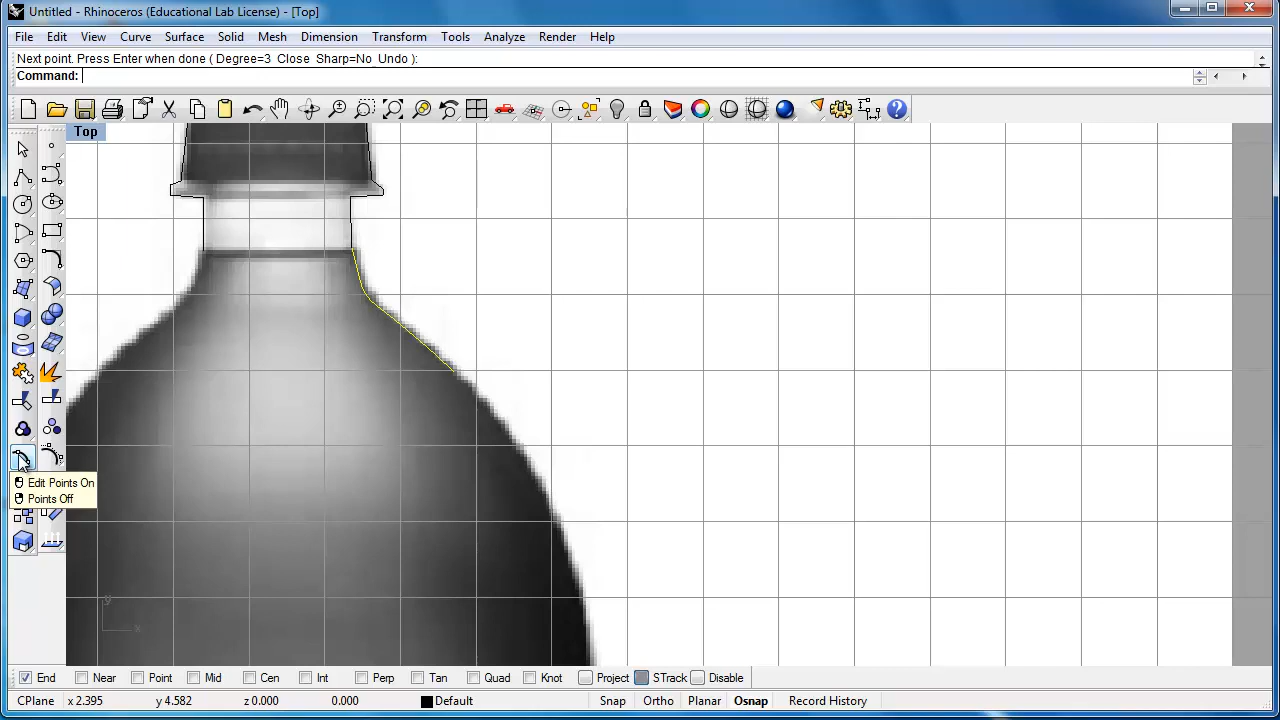 Untitled - Rhinoceros (Educational Lab License) - [Top]
File Edit View Curve Surface Solid Mesh Dimension Transform Tools Analyze Render Help
Next point. Press Enter when done ( Degree=3 Close Sharp=No Undo ):
Command:
Top
Edit Points On
Points Off
y
x
End Near Point Mid Cen Int Perp Tan Quad Knot Project STrack Disable
CPlane x 2.395 y 4.582 z 0.000 0.000 Default Snap Ortho Planar Osnap Record History